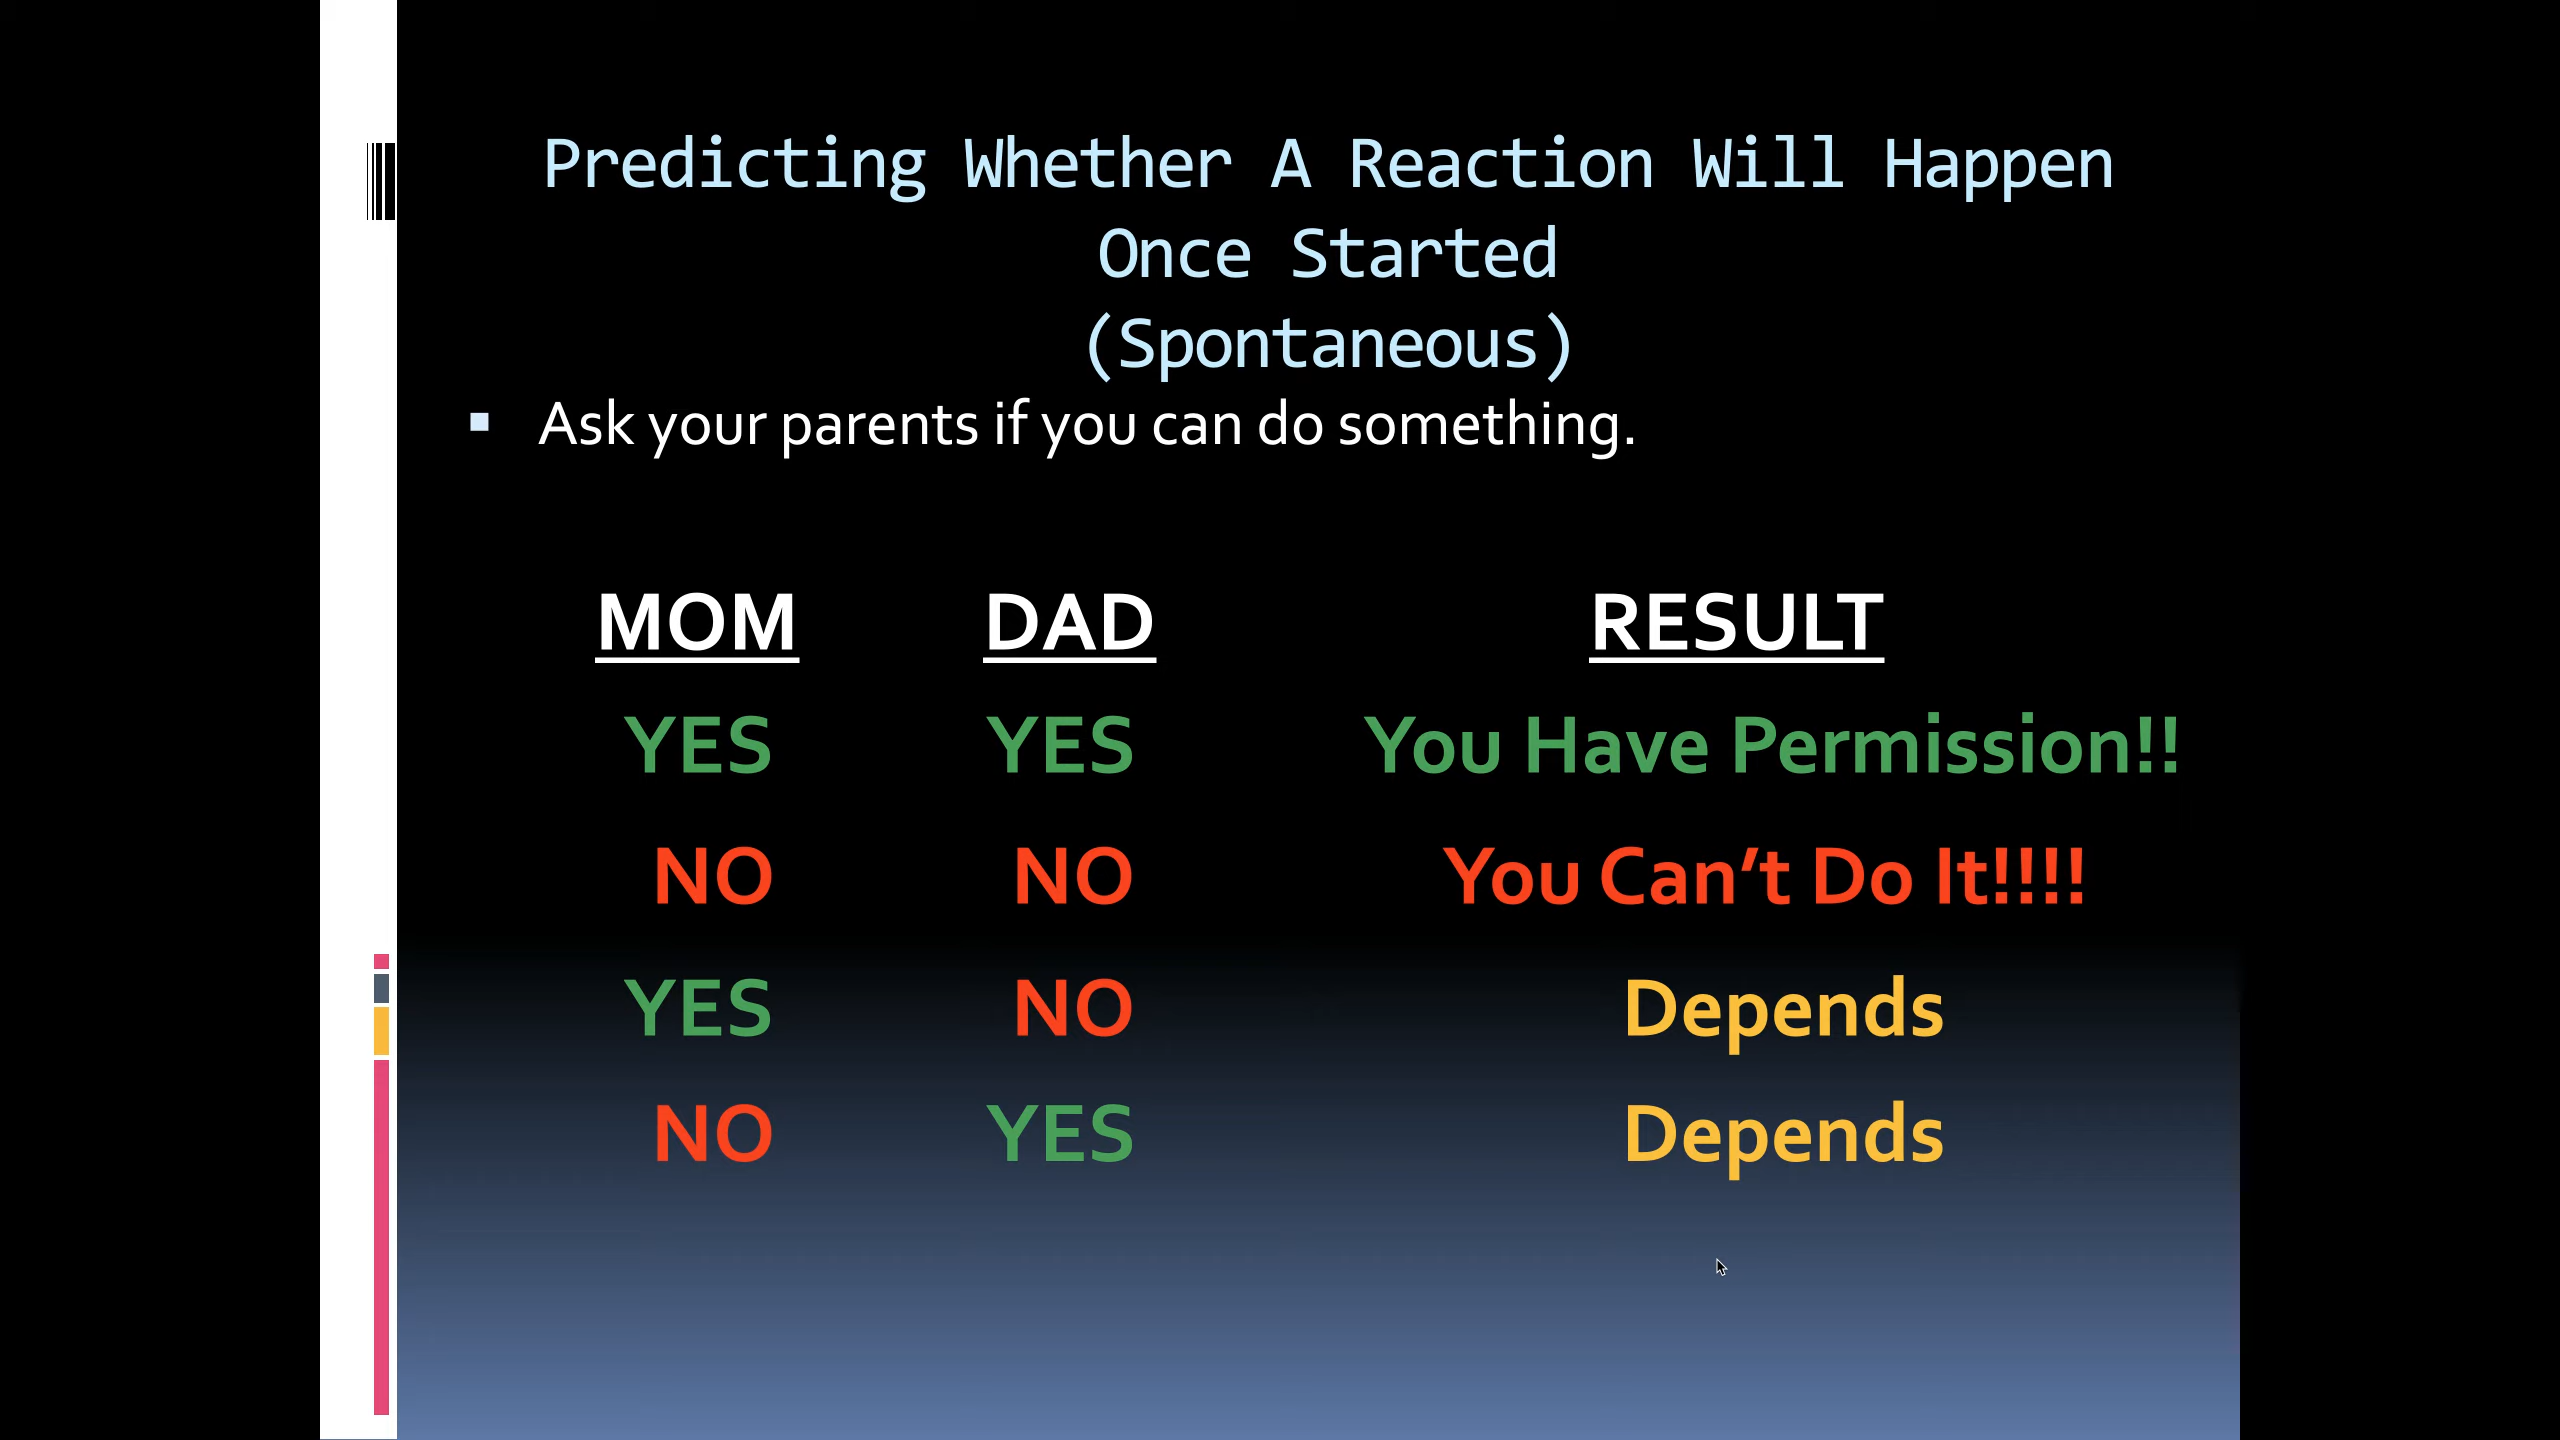 Predicting Whether A Reaction Will Happen
Once Started
(Spontaneous)
Ask your parents if you can do something.
MOM DAD RESULT
YES YES You Have Permission!!
NO NO You Can’t Do It!!!!
YES NO Depends
NO YES Depends